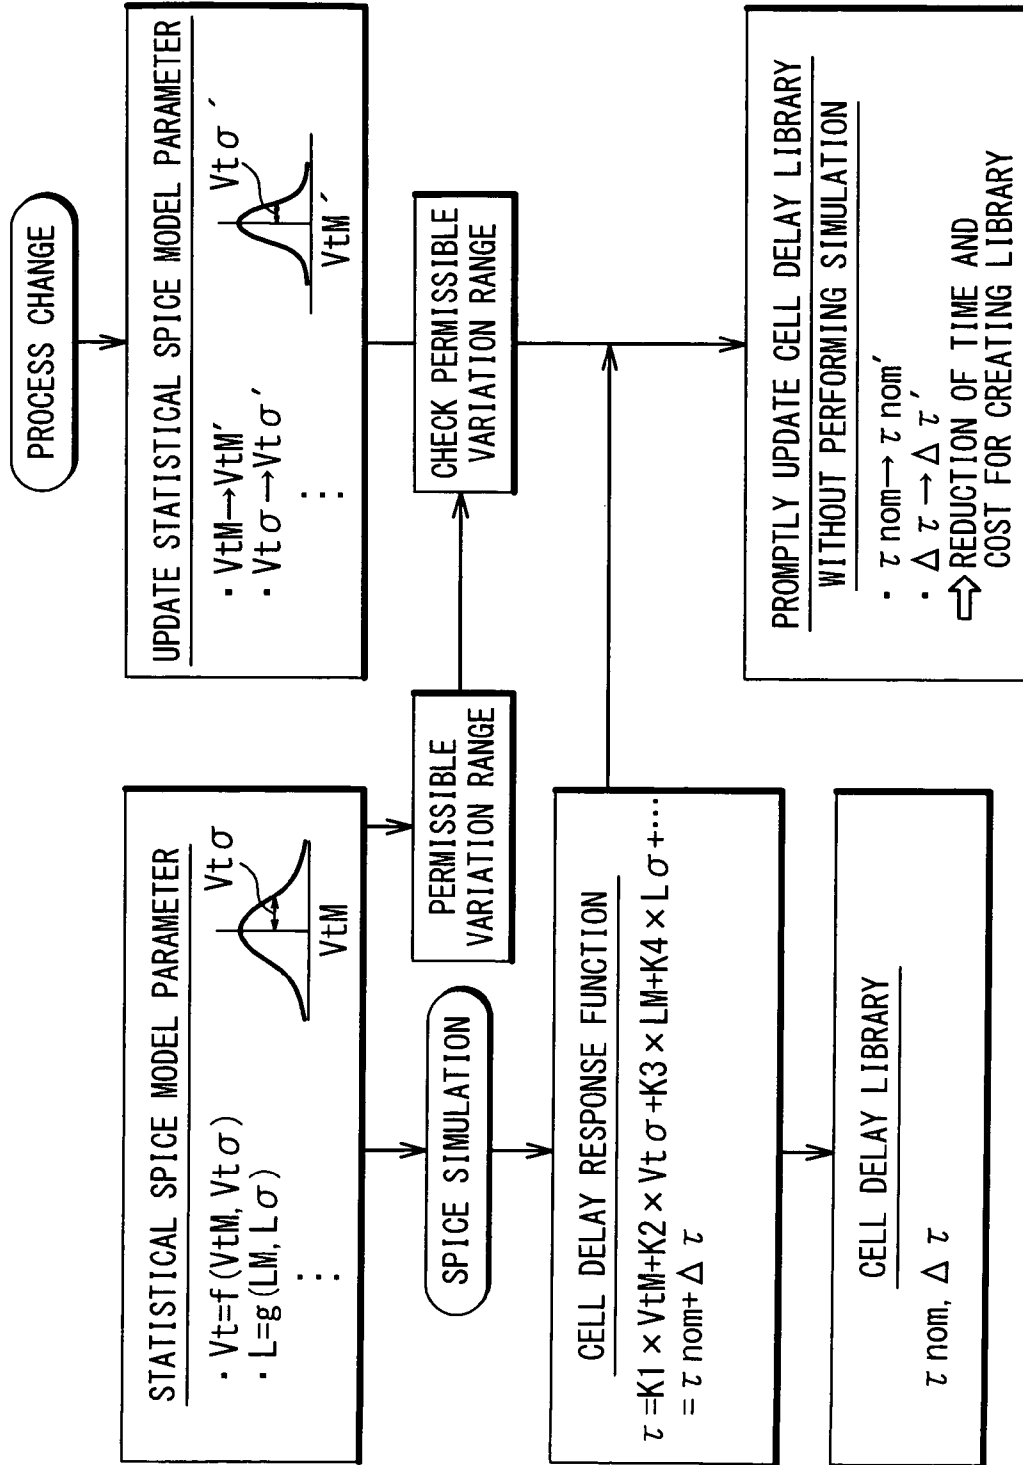 STATISTICAL SPICE MODEL PARAMETER
· Vt=f(VtM, Vtσ)
· L=g(LM, Lσ)
⋮
Vtσ
VtM
SPICE SIMULATION
PERMISSIBLE
VARIATION RANGE
CELL DELAY RESPONSE FUNCTION
τ=K1×VtM+K2×Vtσ+K3×LM+K4×Lσ+⋯
=τnom+Δτ
CELL DELAY LIBRARY
τnom, Δτ
PROCESS CHANGE
UPDATE STATISTICAL SPICE MODEL PARAMETER
· VtM→VtM′
· Vtσ→Vtσ′
⋮
Vtσ′
VtM′
CHECK PERMISSIBLE
VARIATION RANGE
PROMPTLY UPDATE CELL DELAY LIBRARY
WITHOUT PERFORMING SIMULATION
· τnom→τnom′
· Δτ→Δτ′
⇨REDUCTION OF TIME AND
COST FOR CREATING LIBRARY